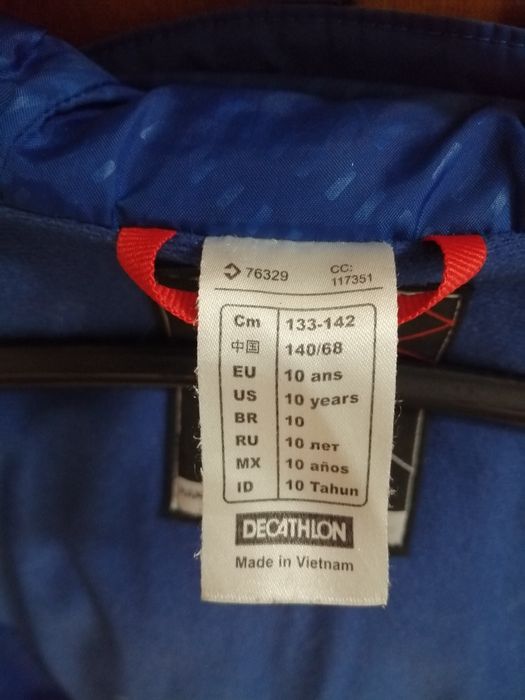 76329 CC:
117351
Cm 133-142
中国 140/68
EU 10 ans
US 10 years
BR 10
RU 10 лет
MX 10 años
ID 10 Tahun
DECATHLON
Made in Vietnam